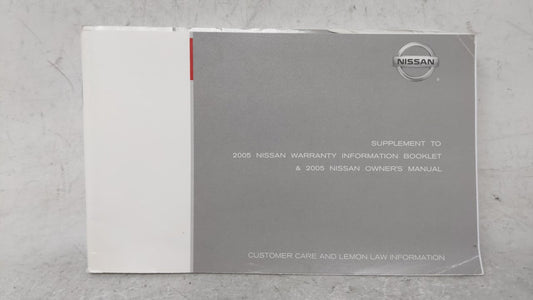 NISSAN
SUPPLEMENT TO
2005 NISSAN WARRANTY INFORMATION BOOKLET
& 2005 NISSAN OWNER'S MANUAL
CUSTOMER CARE AND LEMON LAW INFORMATION